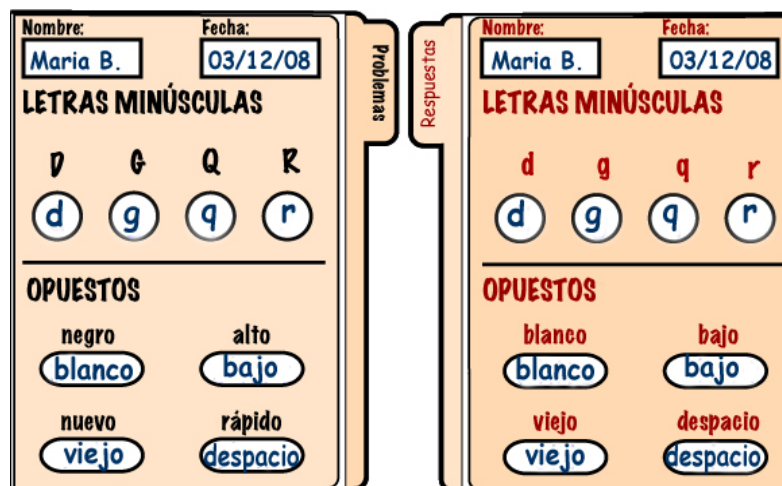 Nombre: Fecha:
Maria B. 03/12/08
LETRAS MINÚSCULAS
D G Q R
d g q r
OPUESTOS
negro alto
blanco bajo
nuevo rápido
viejo despacio
Problemas
Respuestas
Nombre: Fecha:
Maria B. 03/12/08
LETRAS MINÚSCULAS
d g q r
d g q r
OPUESTOS
blanco bajo
blanco bajo
viejo despacio
viejo despacio